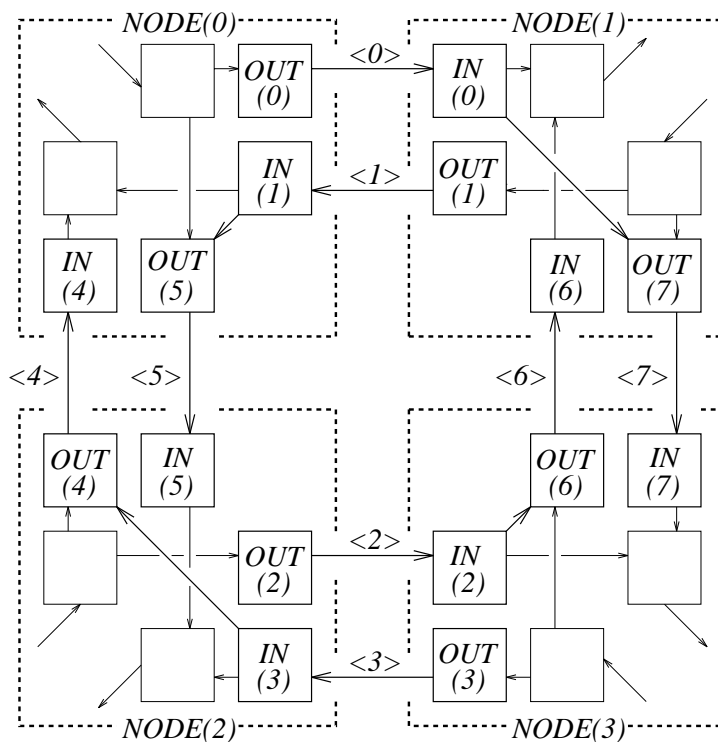 NODE(0)
NODE(1)
<0>
OUT
(0)
IN
(0)
IN
(1)
<1>
OUT
(1)
IN
(4)
OUT
(5)
IN
(6)
OUT
(7)
<4>
<5>
<6>
<7>
OUT
(4)
IN
(5)
OUT
(6)
IN
(7)
OUT
(2)
<2>
IN
(2)
IN
(3)
<3>
OUT
(3)
NODE(2)
NODE(3)